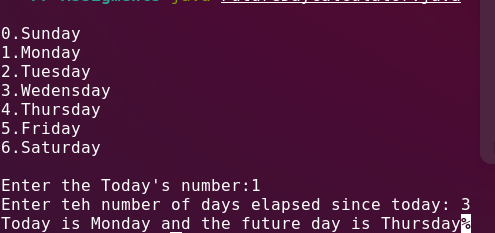 0.Sunday
1.Monday
2.Tuesday
3.Wedensday
4.Thursday
5.Friday
6.Saturday
Enter the Today's number:1
Enter teh number of days elapsed since today: 3
Today is Monday and the future day is Thursday%